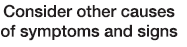 Consider other causes
of symptoms and signs